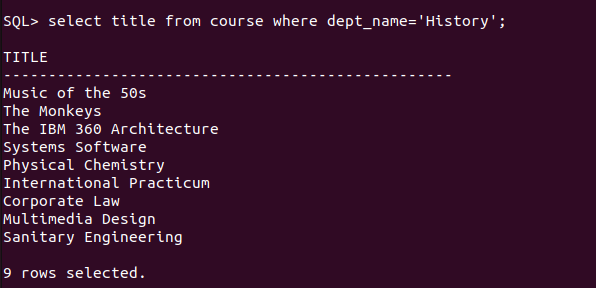 SQL> select title from course where dept_name='History';
TITLE
--------------------------------------------------
Music of the 50s
The Monkeys
The IBM 360 Architecture
Systems Software
Physical Chemistry
International Practicum
Corporate Law
Multimedia Design
Sanitary Engineering
9 rows selected.